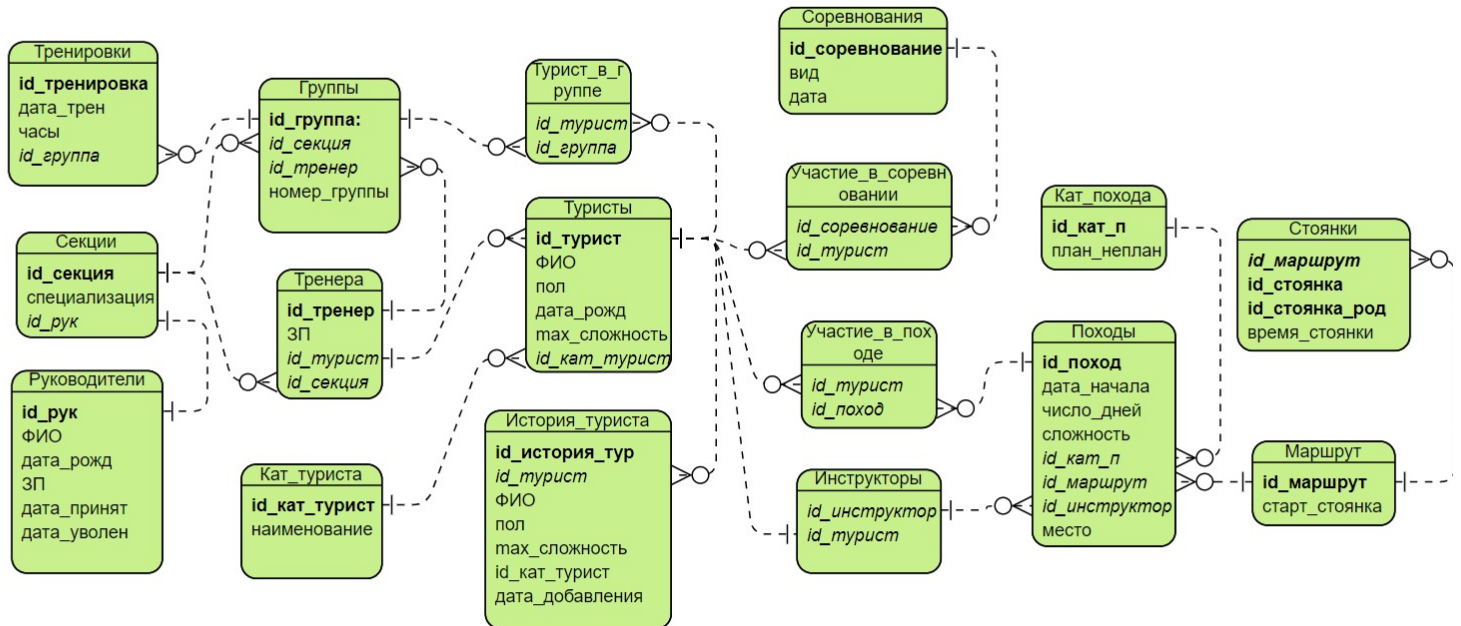 Тренировки
id_тренировка
дата_трен
часы
id_группа
Группы
id_группа:
id_секция
id_тренер
номер_группы
Турист_в_г
руппе
id_турист
id_группа
Соревнования
id_соревнование
вид
дата
Секции
id_секция
специализация
id_рук
Тренера
id_тренер
ЗП
id_турист
id_секция
Туристы
id_турист
ФИО
пол
дата_рожд
max_сложность
id_кат_турист
Участие_в_соревн
овании
id_соревнование
id_турист
Кат_похода
id_кат_п
план_неплан
Стоянки
id_маршрут
id_стоянка
id_стоянка_род
время_стоянки
Руководители
id_рук
ФИО
дата_рожд
ЗП
дата_принят
дата_уволен
Кат_туриста
id_кат_турист
наименование
История_туриста
id_история_тур
id_турист
ФИО
пол
max_сложность
id_кат_турист
дата_добавления
Участие_в_пох
оде
id_турист
id_поход
Инструкторы
id_инструктор
id_турист
Походы
id_поход
дата_начала
число_дней
сложность
id_кат_п
id_маршрут
id_инструктор
место
Маршрут
id_маршрут
старт_стоянка